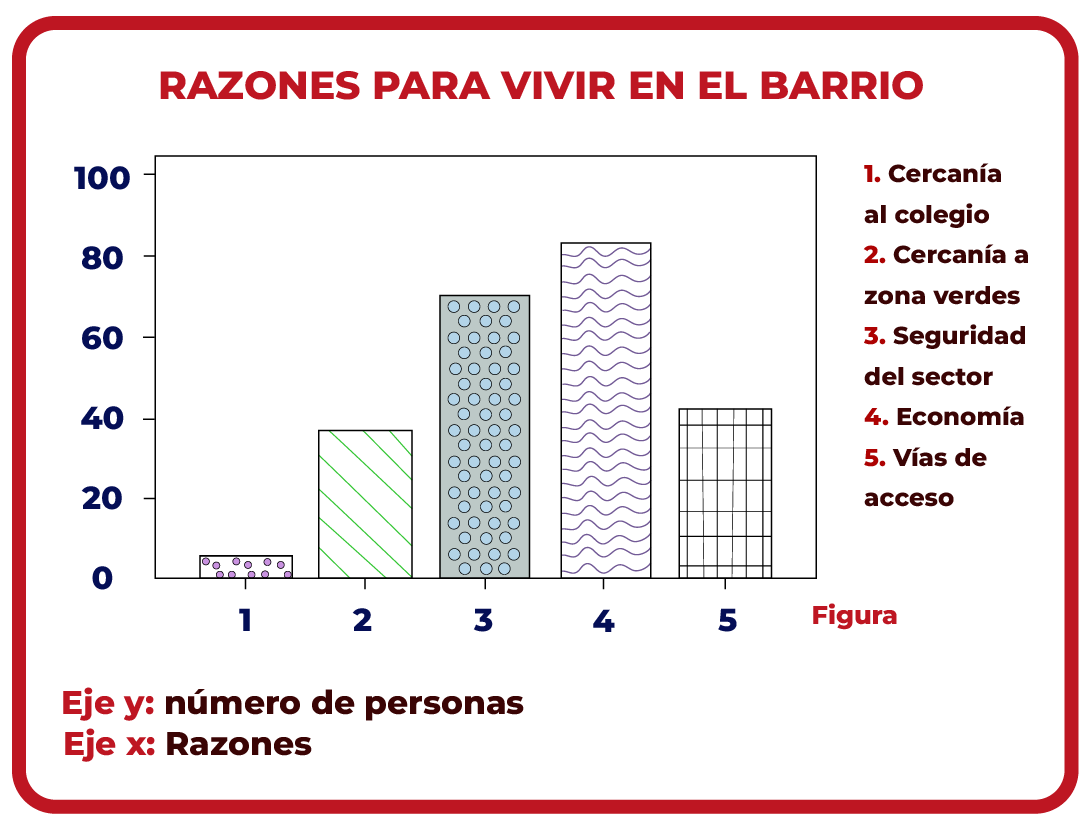 RAZONES PARA VIVIR EN EL BARRIO
100
80
60
40
20
0
1
2
3
4
5
Figura
1. Cercanía
al colegio
2. Cercanía a
zona verdes
3. Seguridad
del sector
4. Economía
5. Vías de
acceso
Eje y: número de personas
Eje x: Razones